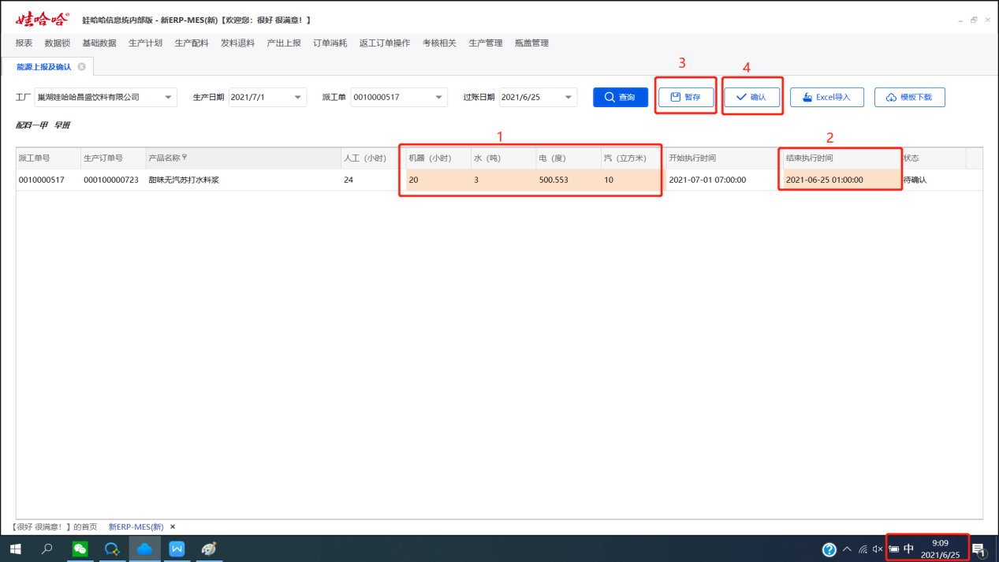 娃哈哈® 娃哈哈信息统内部版 - 新ERP-MES(新)【欢迎您：很好 很满意！】
报表 数据锁 基础数据 生产计划 生产配料 发料退料 产出上报 订单消耗 返工订单操作 考核相关 生产管理 瓶盖管理
能源上报及确认
3 4
工厂 巢湖娃哈哈昌盛饮料有限公司 生产日期 2021/7/1 派工单 0010000517 过账日期 2021/6/25 查询 暂存 确认 Excel导入 模板下载
配料一甲 早班
1 2
派工单号 生产订单号 产品名称 人工（小时） 机器（小时） 水（吨） 电（度） 汽（立方米） 开始执行时间 结束执行时间 状态
0010000517 000100000723 甜味无汽苏打水料浆 24 20 3 500.553 10 2021-07-01 07:00:00 2021-06-25 01:00:00 待确认
【很好 很满意！】的首页 新ERP-MES(新) ×
中 9:09
2021/6/25
1